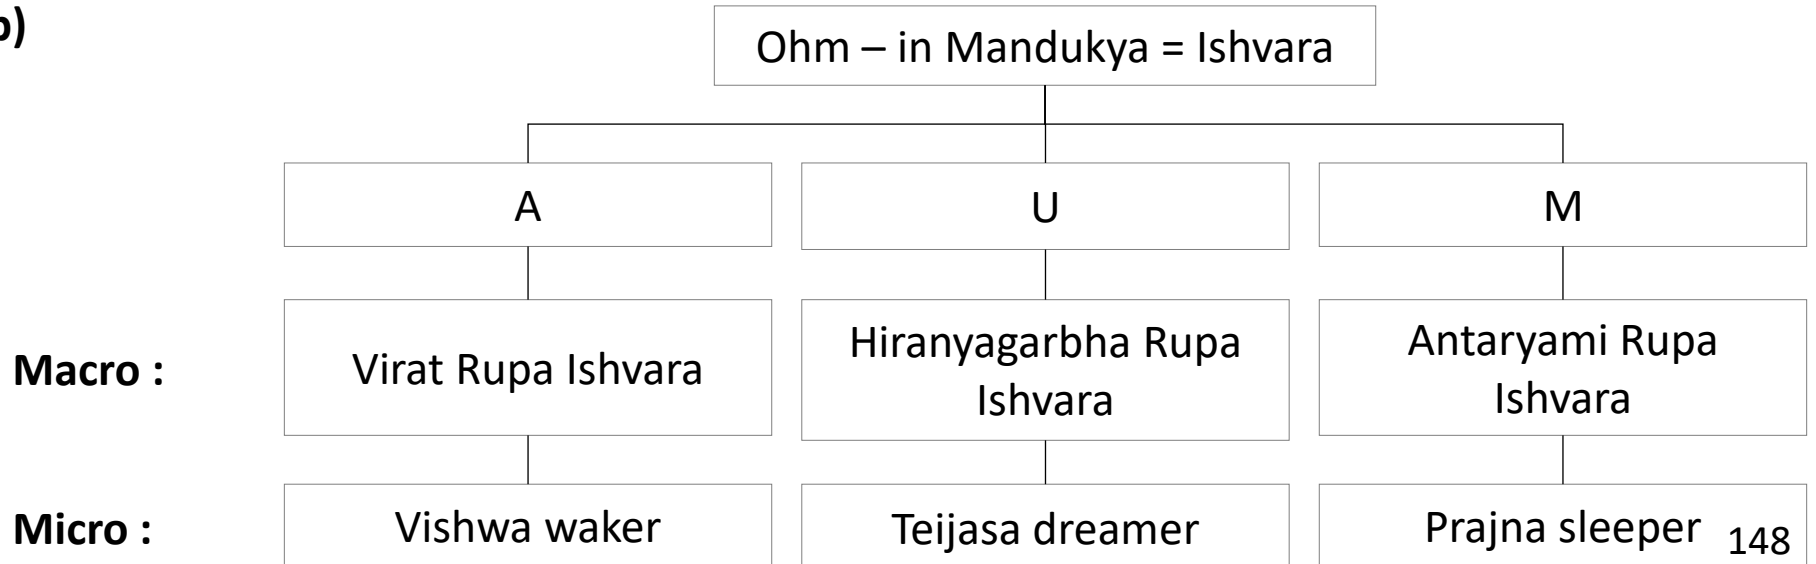 b)
Ohm – in Mandukya = Ishvara
A
U
M
Macro :
Virat Rupa Ishvara
Hiranyagarbha Rupa
Ishvara
Antaryami Rupa
Ishvara
Micro :
Vishwa waker
Teijasa dreamer
Prajna sleeper
148